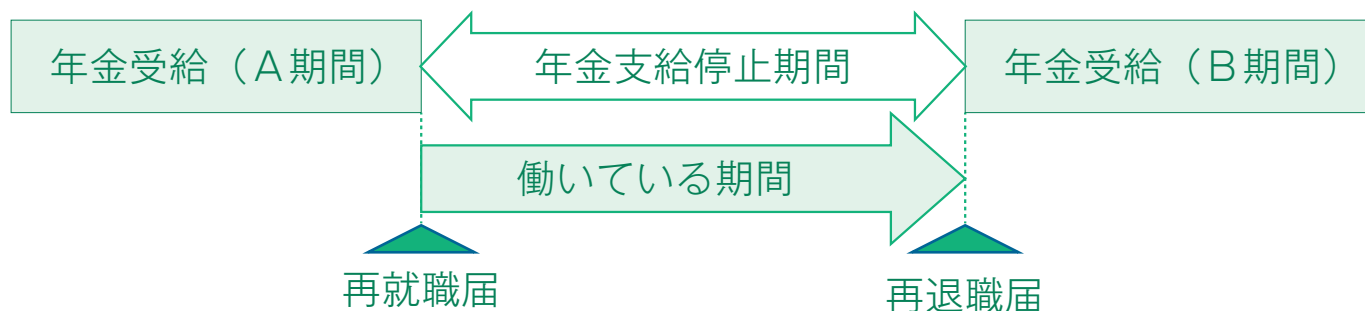 年金受給（Ａ期間）
年金支給停止期間
年金受給（Ｂ期間）
働いている期間
再就職届
再退職届